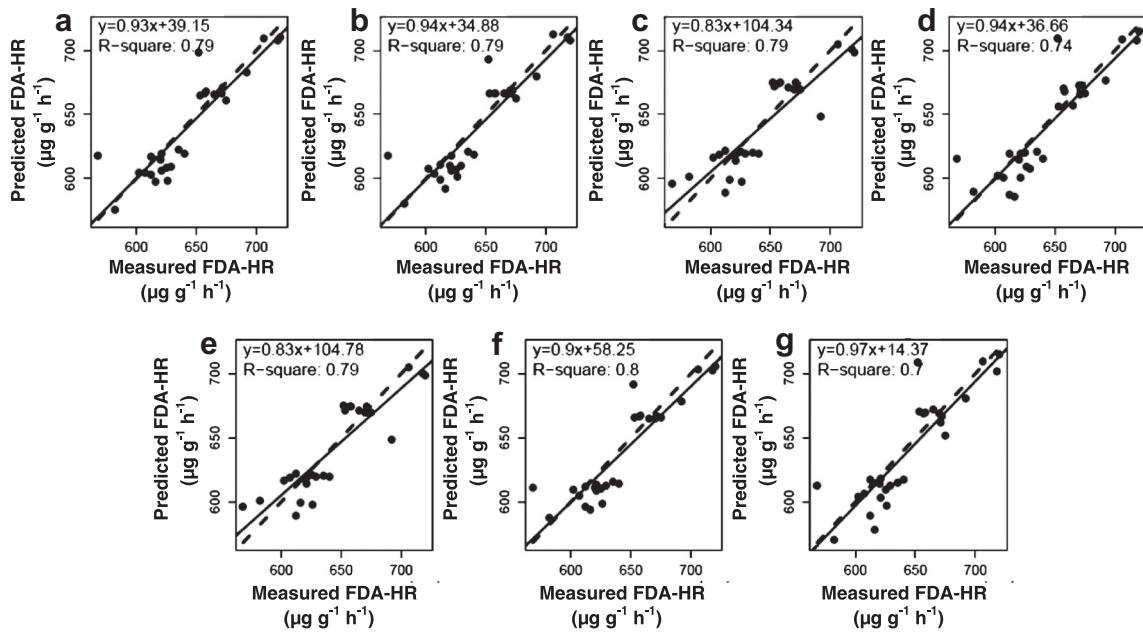 a
y=0.93x+39.15
R-square: 0.79
Predicted FDA-HR
(µg g⁻¹ h⁻¹)
700
650
600
600 650 700
Measured FDA-HR
(µg g⁻¹ h⁻¹)
b
y=0.94x+34.88
R-square: 0.79
Predicted FDA-HR
(µg g⁻¹ h⁻¹)
700
650
600
600 650 700
Measured FDA-HR
(µg g⁻¹ h⁻¹)
c
y=0.83x+104.34
R-square: 0.79
Predicted FDA-HR
(µg g⁻¹ h⁻¹)
700
650
600
600 650 700
Measured FDA-HR
(µg g⁻¹ h⁻¹)
d
y=0.94x+36.66
R-square: 0.74
Predicted FDA-HR
(µg g⁻¹ h⁻¹)
700
650
600
600 650 700
Measured FDA-HR
(µg g⁻¹ h⁻¹)
e
y=0.83x+104.78
R-square: 0.79
Predicted FDA-HR
(µg g⁻¹ h⁻¹)
700
650
600
600 650 700
Measured FDA-HR
(µg g⁻¹ h⁻¹)
f
y=0.9x+58.25
R-square: 0.8
Predicted FDA-HR
(µg g⁻¹ h⁻¹)
700
650
600
600 650 700
Measured FDA-HR
(µg g⁻¹ h⁻¹)
g
y=0.97x+14.37
R-square: 0.7
Predicted FDA-HR
(µg g⁻¹ h⁻¹)
700
650
600
600 650 700
Measured FDA-HR
(µg g⁻¹ h⁻¹)